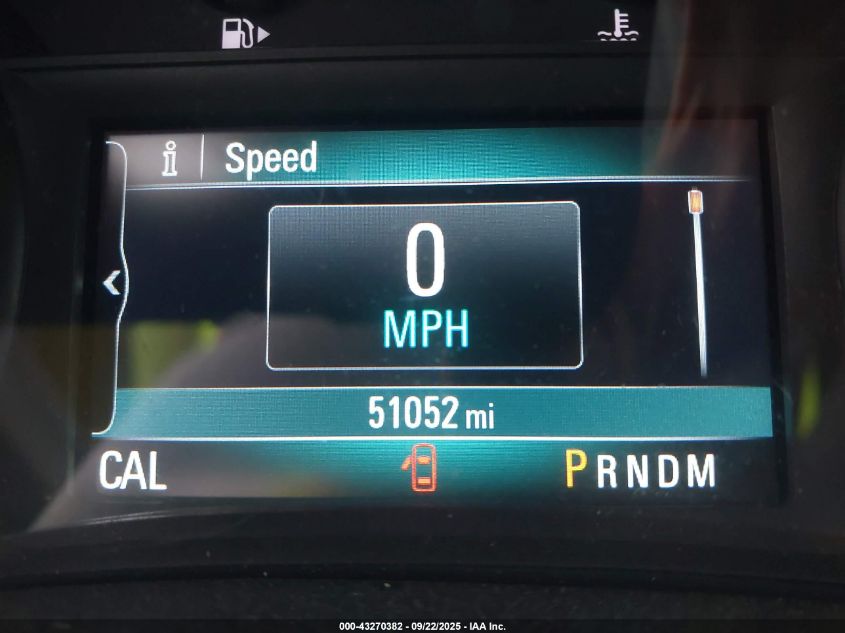 i Speed
0
MPH
51052 mi
CAL PRNDM
000-43270382 - 09/22/2025 - IAA Inc.